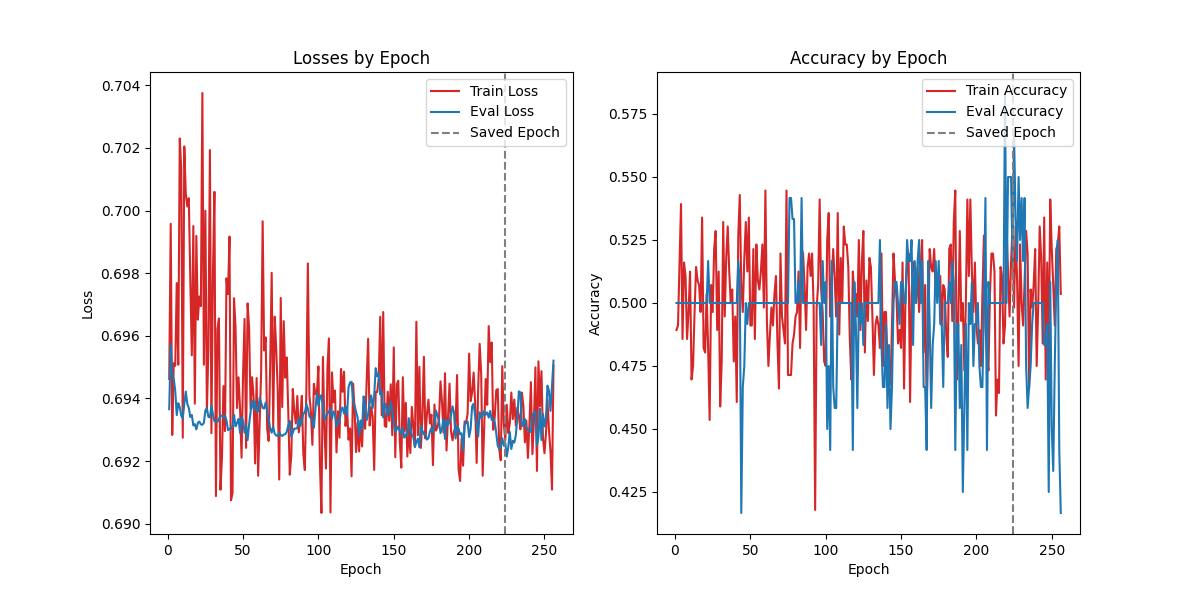 Losses by Epoch
Train Loss
Eval Loss
Saved Epoch
0.704
0.702
0.700
0.698
0.696
0.694
0.692
0.690
Loss
0 50 100 150 200 250
Epoch
Accuracy by Epoch
Train Accuracy
Eval Accuracy
Saved Epoch
0.575
0.550
0.525
0.500
0.475
0.450
0.425
Accuracy
0 50 100 150 200 250
Epoch